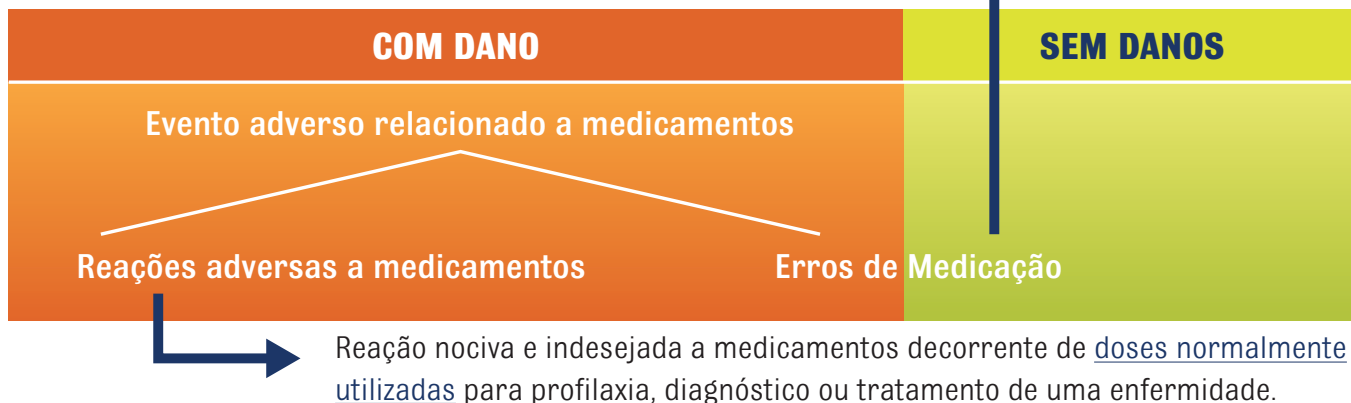 COM DANO
SEM DANOS
Evento adverso relacionado a medicamentos
Reações adversas a medicamentos
Erros de Medicação
Reação nociva e indesejada a medicamentos decorrente de doses normalmente
utilizadas para profilaxia, diagnóstico ou tratamento de uma enfermidade.